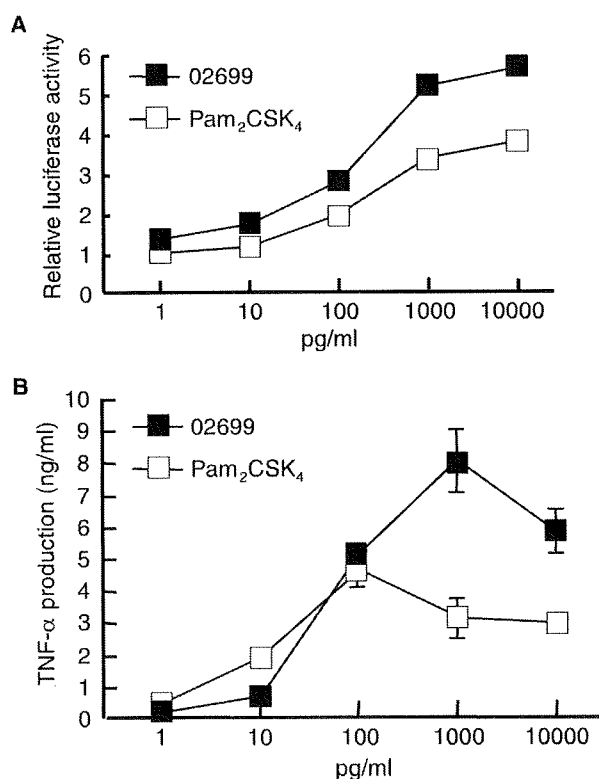 A
Relative luciferase activity
6
5
4
3
2
1
0
02699
Pam₂CSK₄
1 10 100 1000 10000
pg/ml
B
TNF-α production (ng/ml)
10
9
8
7
6
5
4
3
2
1
0
02699
Pam₂CSK₄
1 10 100 1000 10000
pg/ml